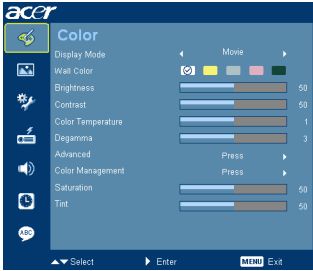 acer
Color
Display Mode Movie
Wall Color
Brightness 50
Contrast 50
Color Temperature 1
Degamma 3
Advanced Press
Color Management Press
Saturation 50
Tint 50
ABC
Select Enter MENU Exit